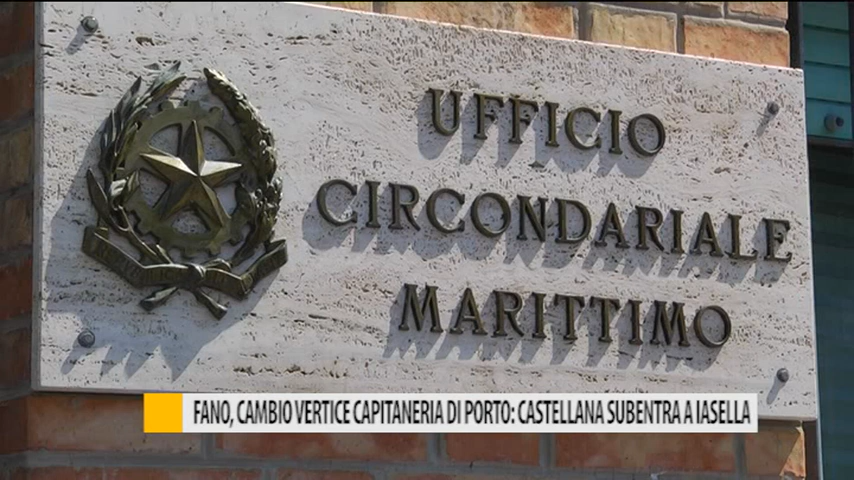 UFFICIO
CIRCONDARIALE
MARITTIMO
FANO, CAMBIO VERTICE CAPITANERIA DI PORTO: CASTELLANA SUBENTRA A IASELLA